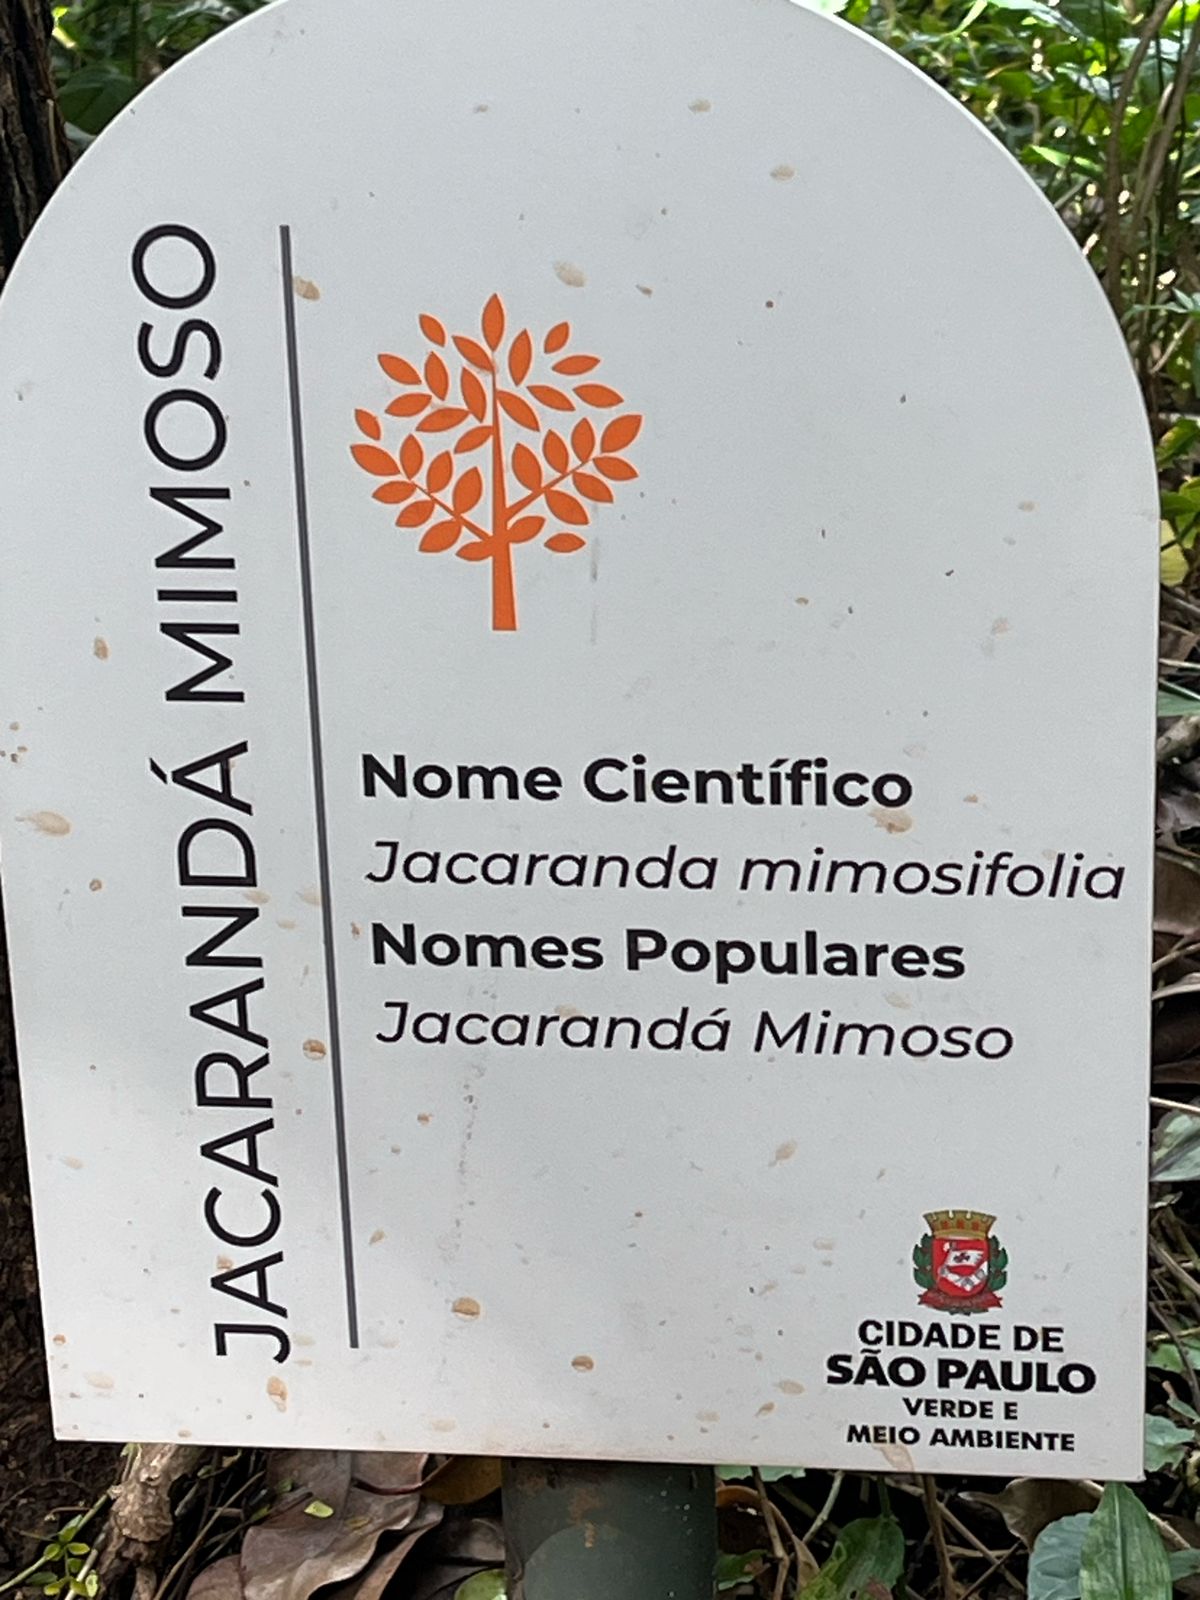 JACARANDÁ MIMOSO
Nome Científico
Jacaranda mimosifolia
Nomes Populares
Jacarandá Mimoso
CIDADE DE
SÃO PAULO
VERDE E
MEIO AMBIENTE